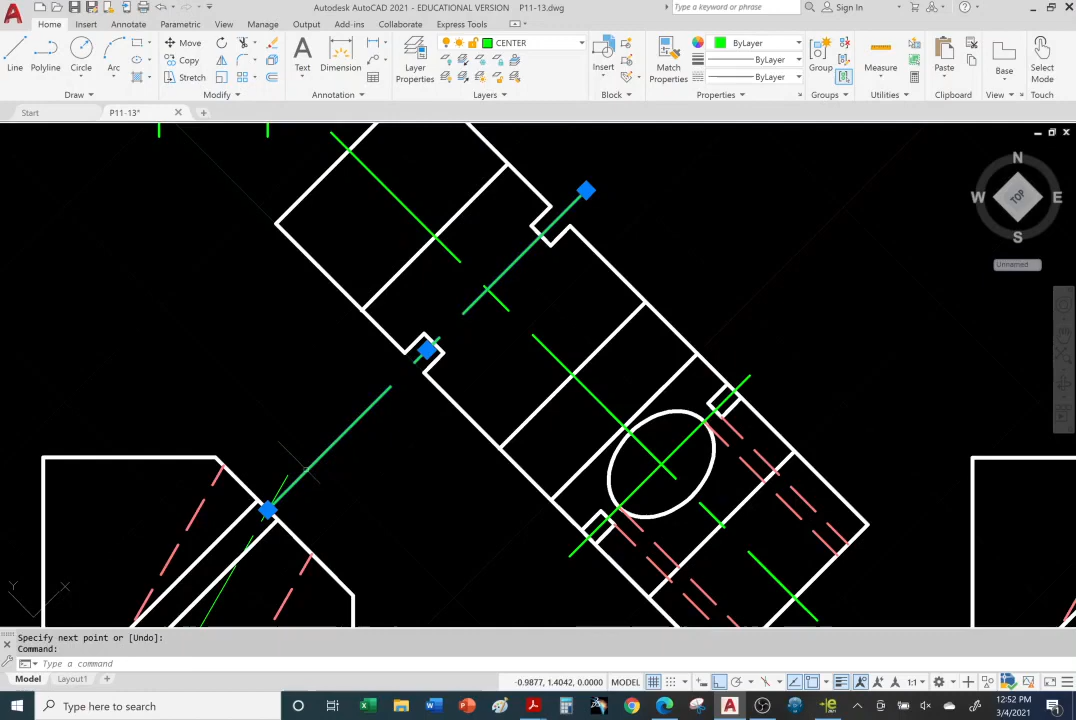 Autodesk AutoCAD 2021 - EDUCATIONAL VERSION P11-13.dwg
Type a keyword or phrase
Sign In
Home Insert Annotate Parametric View Manage Output Add-ins Collaborate Express Tools
Line Polyline Circle Arc
Move
Copy
Stretch
Text Dimension
Layer
Properties
CENTER
Insert
Match
Properties
ByLayer
ByLayer
ByLayer
Group
Measure
Paste
Base
Select
Mode
Draw Modify Annotation Layers Block Properties Groups Utilities Clipboard View Touch
Start P11-13*
N
W TOP E
S
Unnamed
Y X
Specify next point or [Undo]:
Command:
Type a command
Model Layout1
-0.9877, 1.4042, 0.0000 MODEL 1:1
Type here to search
12:52 PM
3/4/2021